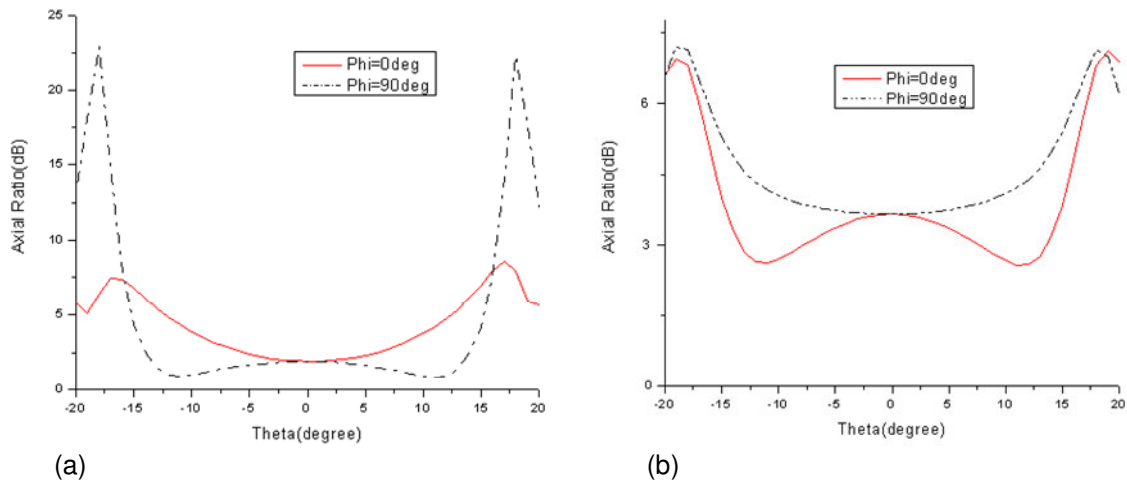 25
20
15
10
5
0
Axial Ratio(dB)
Phi=0deg
Phi=90deg
-20 -15 -10 -5 0 5 10 15 20
Theta(degree)
(a)
6
3
0
Axial Ratio(dB)
Phi=0deg
Phi=90deg
-20 -15 -10 -5 0 5 10 15 20
Theta(degree)
(b)